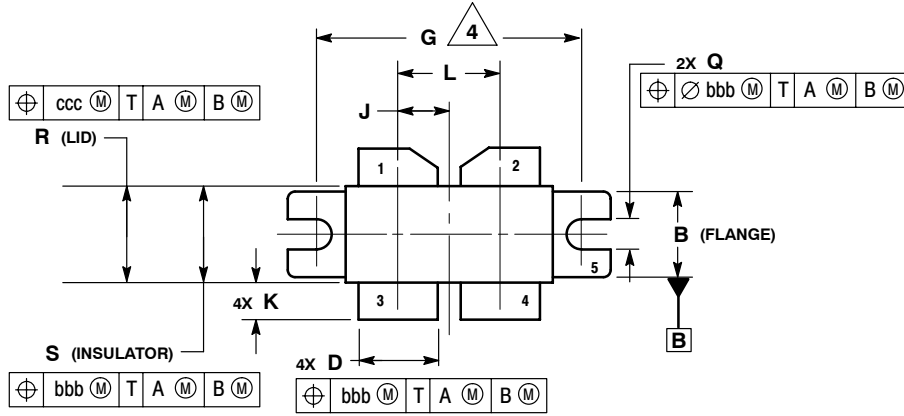 G 4
2X Q
⌖ ⌀ bbb Ⓜ T A Ⓜ B Ⓜ
L
⌖ ccc Ⓜ T A Ⓜ B Ⓜ
J
R (LID)
1 2
B (FLANGE)
5
4X K
3 4
B
S (INSULATOR)
4X D
⌖ bbb Ⓜ T A Ⓜ B Ⓜ
⌖ bbb Ⓜ T A Ⓜ B Ⓜ